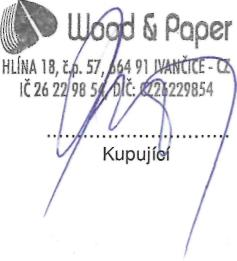 Wood & Paper
HLÍNA 18, č.p. 57, 664 91 IVANČICE - CZ
IČ 26 22 98 54, DIČ: CZ26229854
Kupující